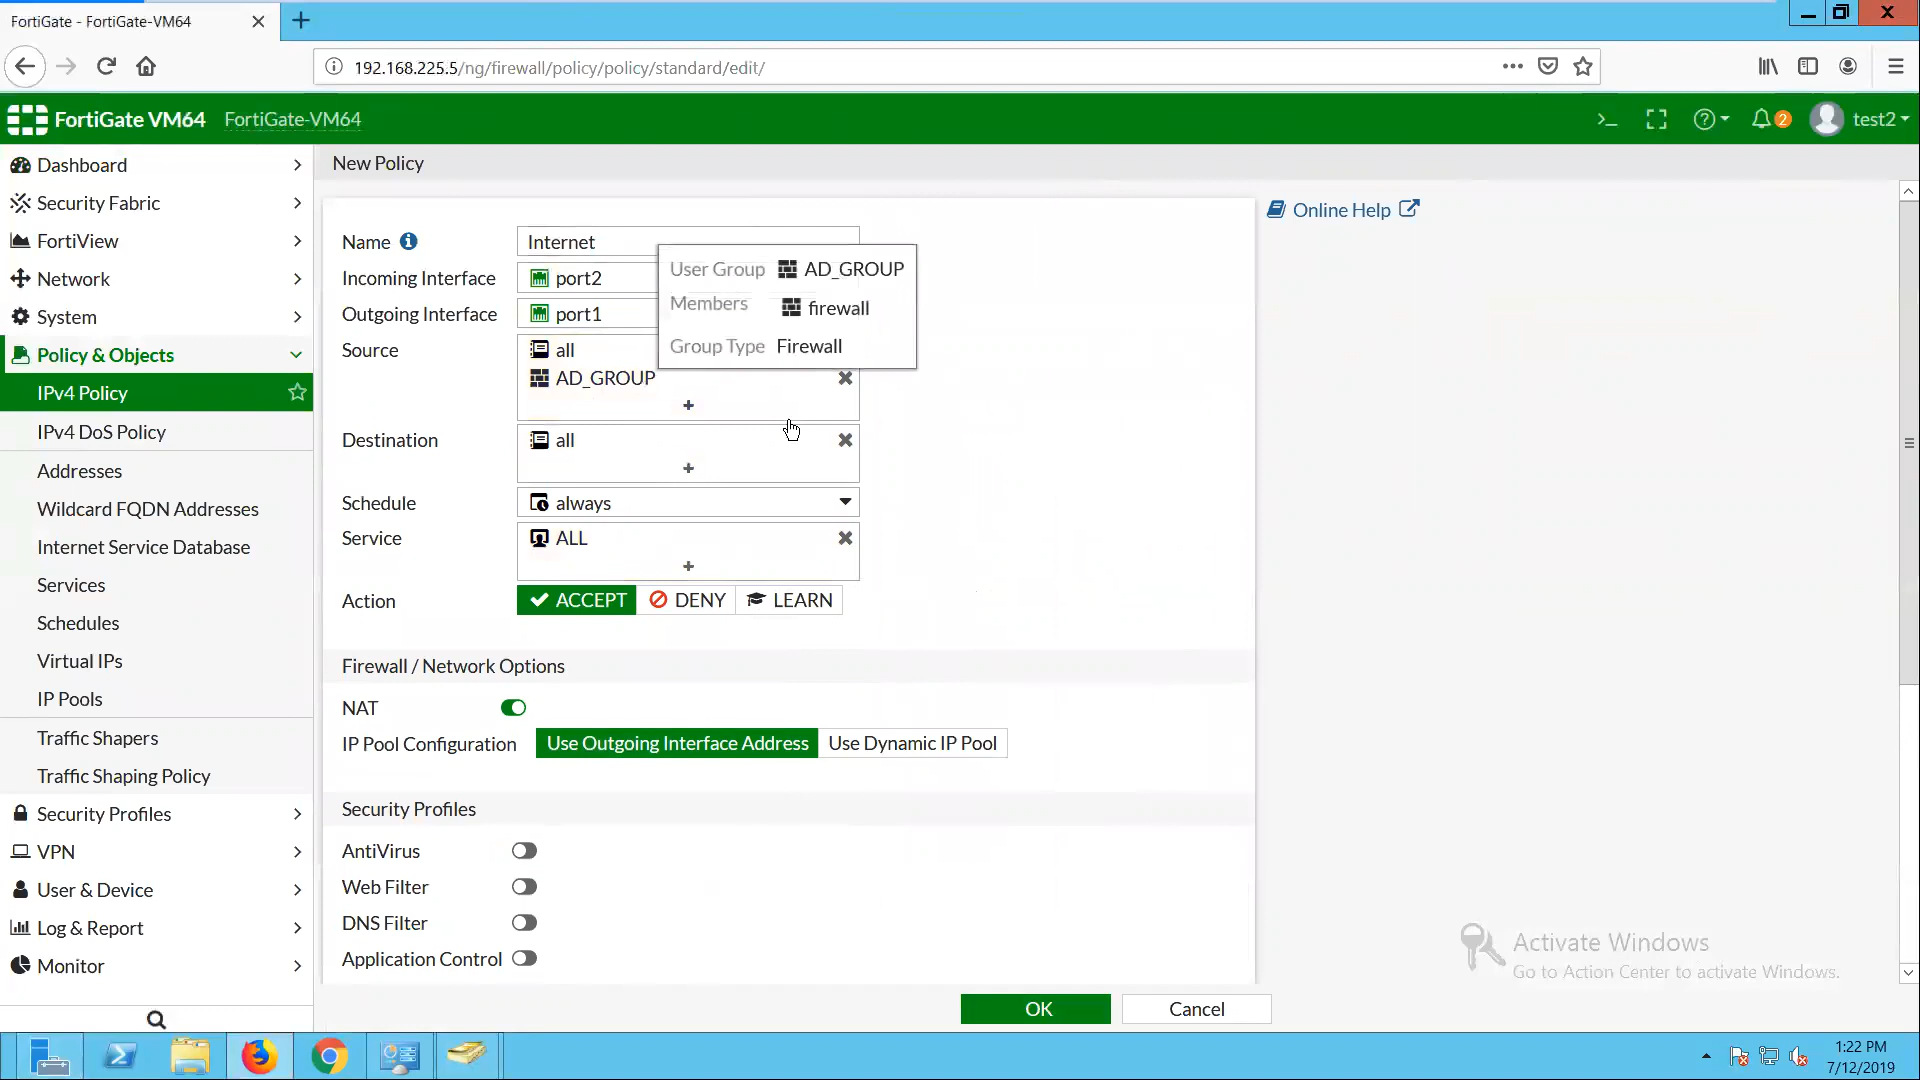 FortiGate - FortiGate-VM64
192.168.225.5/ng/firewall/policy/policy/standard/edit/
FortiGate VM64 FortiGate-VM64
2
test2
Dashboard
Security Fabric
FortiView
Network
System
Policy & Objects
IPv4 Policy
IPv4 DoS Policy
Addresses
Wildcard FQDN Addresses
Internet Service Database
Services
Schedules
Virtual IPs
IP Pools
Traffic Shapers
Traffic Shaping Policy
Security Profiles
VPN
User & Device
Log & Report
Monitor
New Policy
Name Internet
Incoming Interface port2
Outgoing Interface port1
Source all
AD_GROUP
User Group AD_GROUP
Members firewall
Group Type Firewall
Destination all
Schedule always
Service ALL
Action ACCEPT DENY LEARN
Firewall / Network Options
NAT
IP Pool Configuration Use Outgoing Interface Address Use Dynamic IP Pool
Security Profiles
AntiVirus
Web Filter
DNS Filter
Application Control
OK Cancel
Online Help
Activate Windows
Go to Action Center to activate Windows.
1:22 PM
7/12/2019